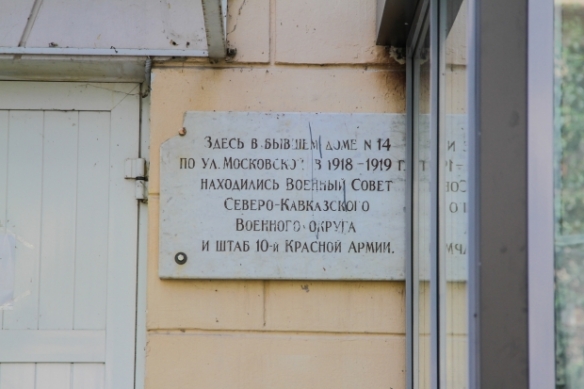 Здесь в бывшем доме N 14
по ул. Московской в 1918-1919 г.
находились Военный Совет
Северо-Кавказского
Военного округа
и штаб 10-й Красной Армии.